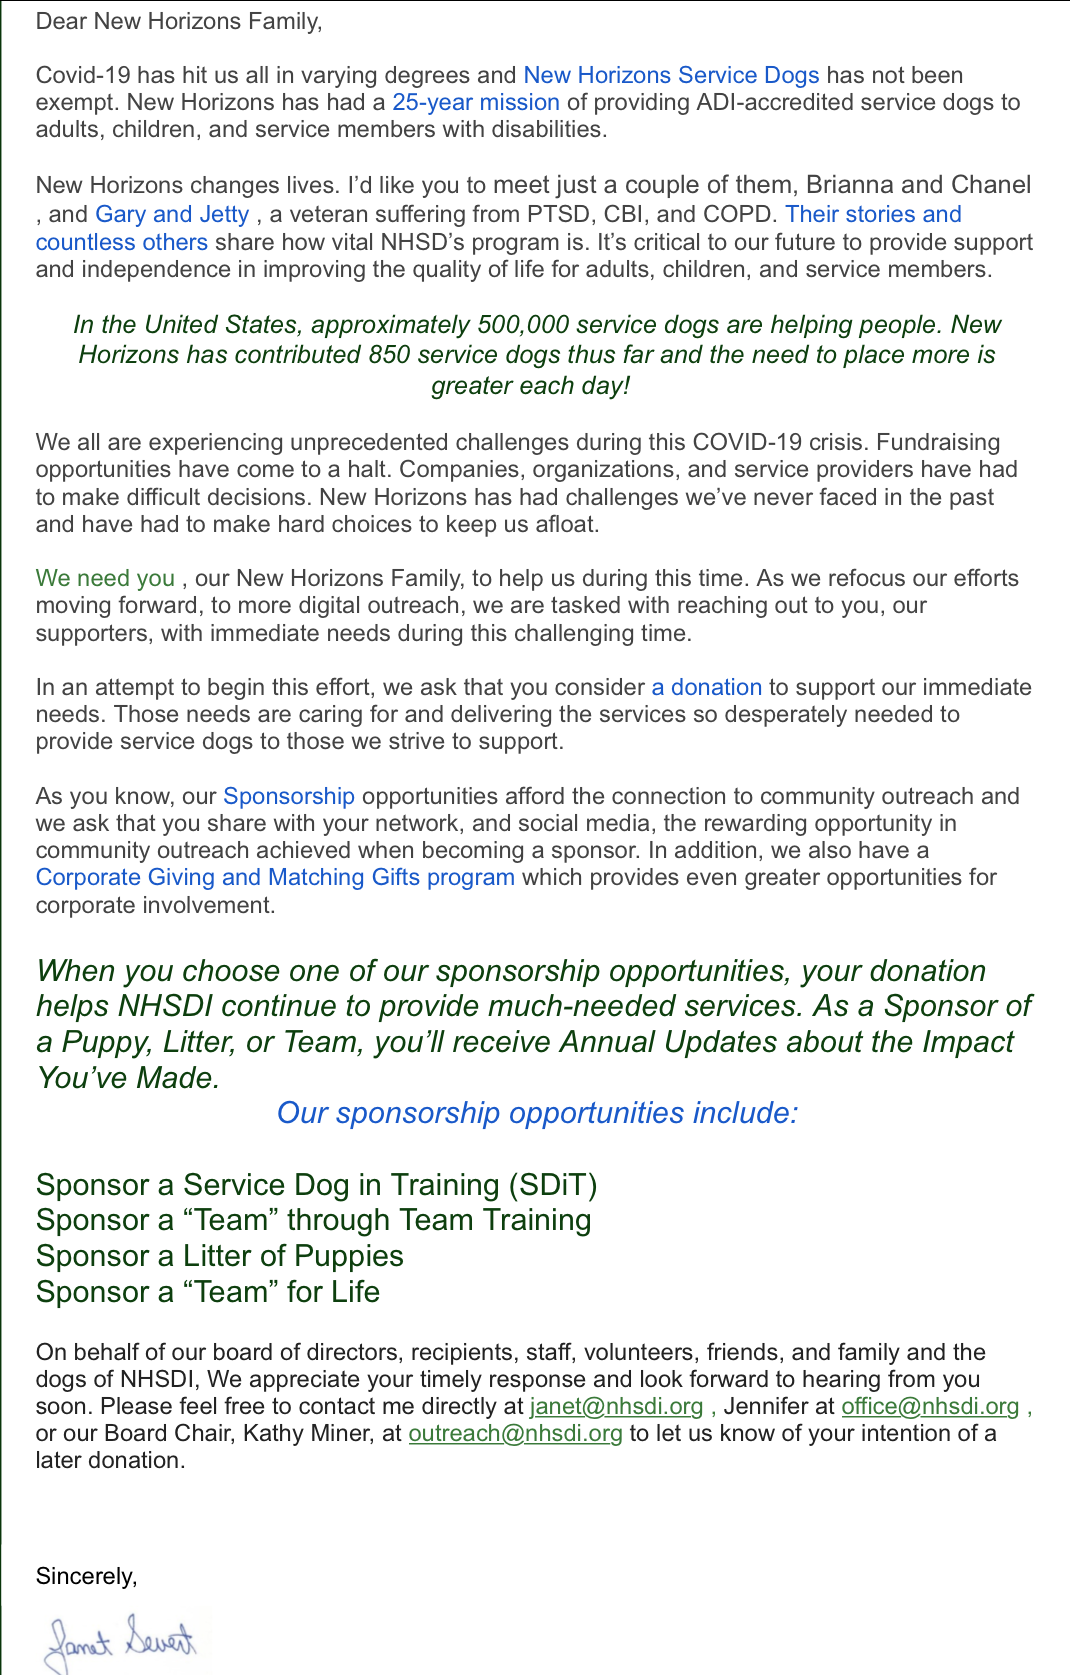 Dear New Horizons Family,
Covid-19 has hit us all in varying degrees and New Horizons Service Dogs has not been
exempt. New Horizons has had a 25-year mission of providing ADI-accredited service dogs to
adults, children, and service members with disabilities.
New Horizons changes lives. I’d like you to meet just a couple of them, Brianna and Chanel
, and Gary and Jetty , a veteran suffering from PTSD, CBI, and COPD. Their stories and
countless others share how vital NHSD’s program is. It’s critical to our future to provide support
and independence in improving the quality of life for adults, children, and service members.
In the United States, approximately 500,000 service dogs are helping people. New
Horizons has contributed 850 service dogs thus far and the need to place more is
greater each day!
We all are experiencing unprecedented challenges during this COVID-19 crisis. Fundraising
opportunities have come to a halt. Companies, organizations, and service providers have had
to make difficult decisions. New Horizons has had challenges we’ve never faced in the past
and have had to make hard choices to keep us afloat.
We need you , our New Horizons Family, to help us during this time. As we refocus our efforts
moving forward, to more digital outreach, we are tasked with reaching out to you, our
supporters, with immediate needs during this challenging time.
In an attempt to begin this effort, we ask that you consider a donation to support our immediate
needs. Those needs are caring for and delivering the services so desperately needed to
provide service dogs to those we strive to support.
As you know, our Sponsorship opportunities afford the connection to community outreach and
we ask that you share with your network, and social media, the rewarding opportunity in
community outreach achieved when becoming a sponsor. In addition, we also have a
Corporate Giving and Matching Gifts program which provides even greater opportunities for
corporate involvement.
When you choose one of our sponsorship opportunities, your donation
helps NHSDI continue to provide much-needed services. As a Sponsor of
a Puppy, Litter, or Team, you’ll receive Annual Updates about the Impact
You’ve Made.
Our sponsorship opportunities include:
Sponsor a Service Dog in Training (SDiT)
Sponsor a “Team” through Team Training
Sponsor a Litter of Puppies
Sponsor a “Team” for Life
On behalf of our board of directors, recipients, staff, volunteers, friends, and family and the
dogs of NHSDI, We appreciate your timely response and look forward to hearing from you
soon. Please feel free to contact me directly at janet@nhsdi.org , Jennifer at office@nhsdi.org ,
or our Board Chair, Kathy Miner, at outreach@nhsdi.org to let us know of your intention of a
later donation.
Sincerely,
Janet Severt